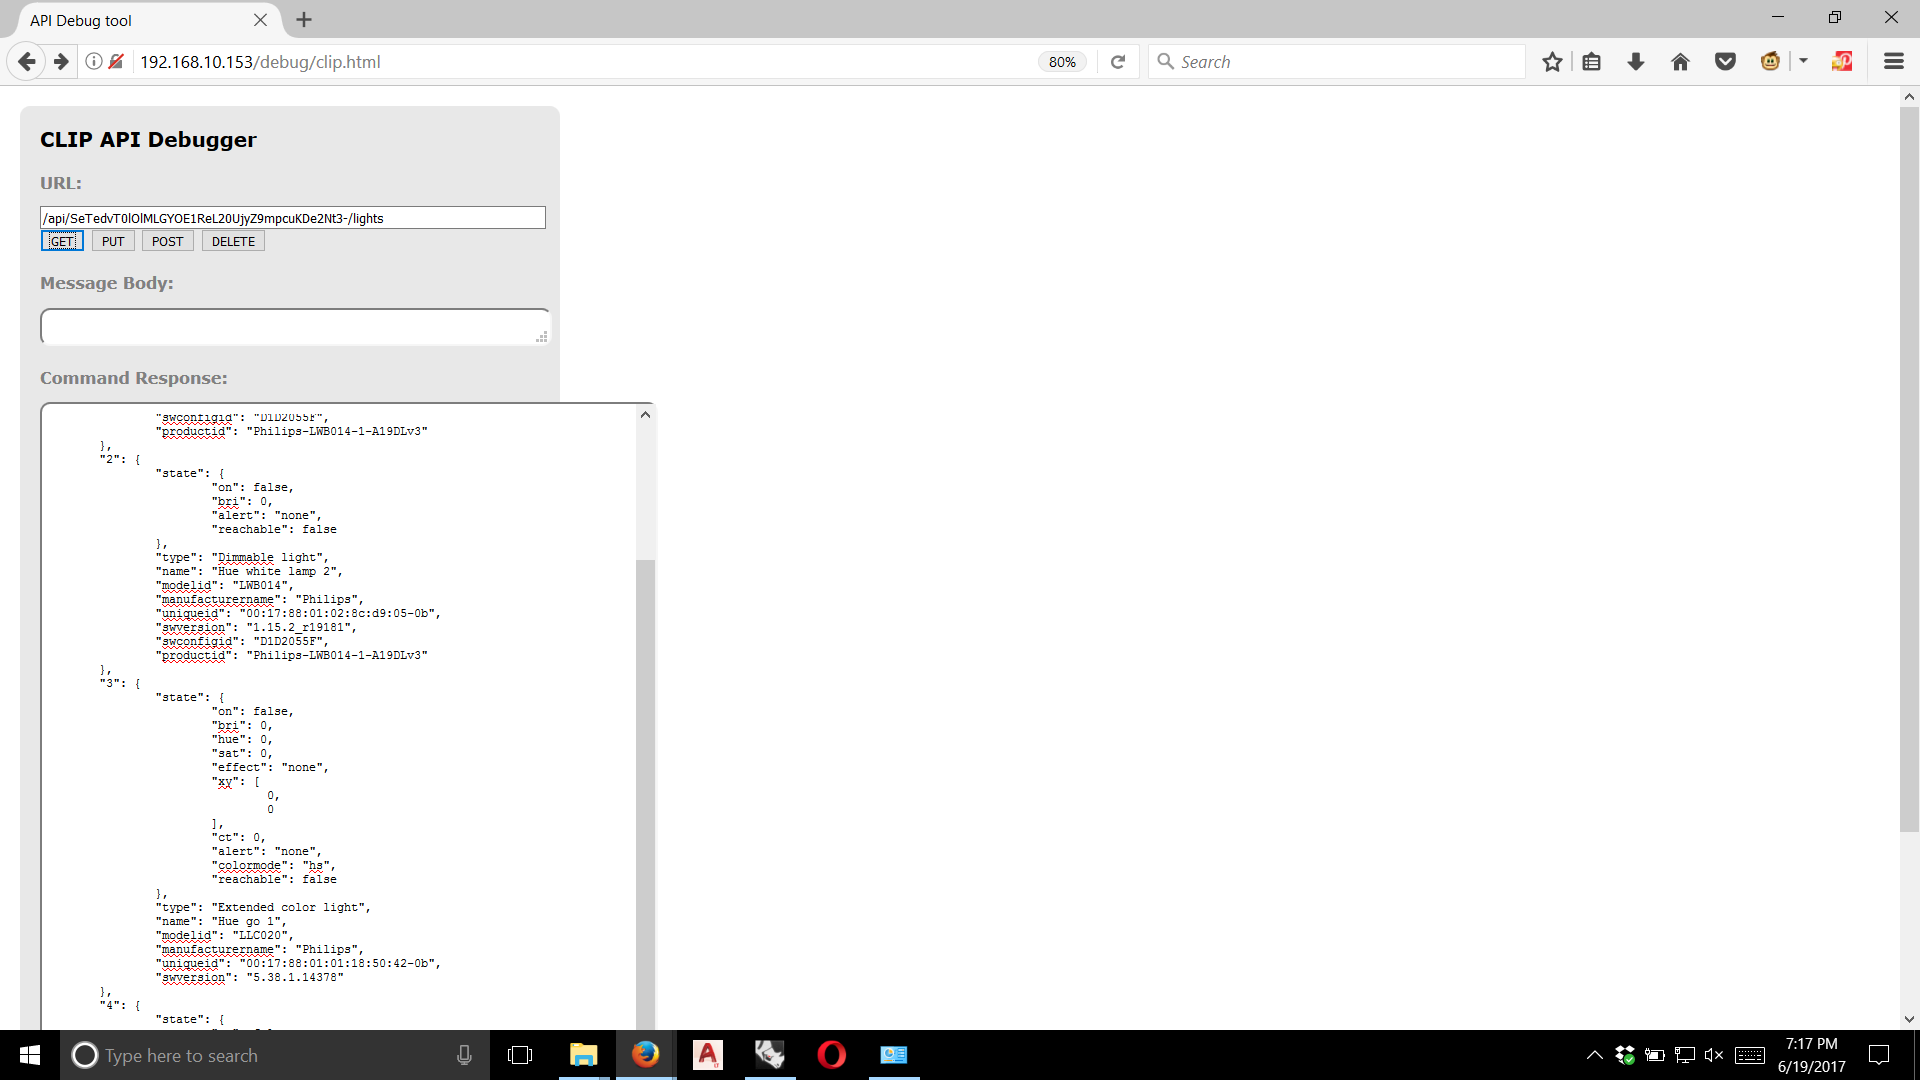 API Debug tool
192.168.10.153/debug/clip.html
80%
Search
CLIP API Debugger
URL:
/api/SeTedvT0lOlMLGYOE1ReL20UjyZ9mpcuKDe2Nt3-/lights
GET PUT POST DELETE
Message Body:
Command Response:
"swconfigid": "D1D2055F",
"productid": "Philips-LWB014-1-A19DLv3"
},
"2": {
"state": {
"on": false,
"bri": 0,
"alert": "none",
"reachable": false
},
"type": "Dimmable light",
"name": "Hue white lamp 2",
"modelid": "LWB014",
"manufacturername": "Philips",
"uniqueid": "00:17:88:01:02:8c:d9:05-0b",
"swversion": "1.15.2_r19181",
"swconfigid": "D1D2055F",
"productid": "Philips-LWB014-1-A19DLv3"
},
"3": {
"state": {
"on": false,
"bri": 0,
"hue": 0,
"sat": 0,
"effect": "none",
"xy": [
0,
0
],
"ct": 0,
"alert": "none",
"colormode": "hs",
"reachable": false
},
"type": "Extended color light",
"name": "Hue go 1",
"modelid": "LLC020",
"manufacturername": "Philips",
"uniqueid": "00:17:88:01:01:18:50:42-0b",
"swversion": "5.38.1.14378"
},
"4": {
"state": {
Type here to search
7:17 PM
6/19/2017